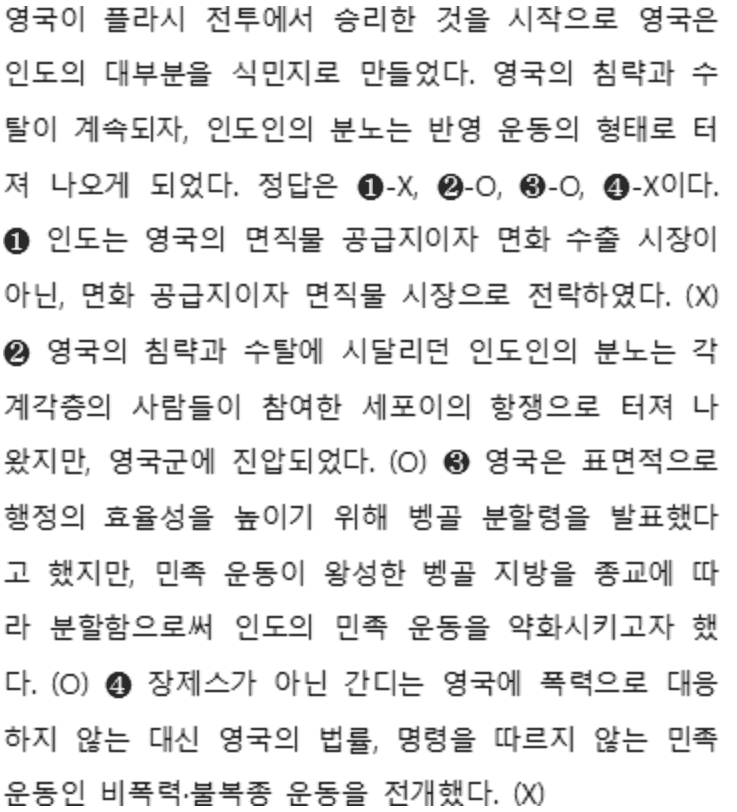 영국이 플라시 전투에서 승리한 것을 시작으로 영국은
인도의 대부분을 식민지로 만들었다. 영국의 침략과 수
탈이 계속되자, 인도인의 분노는 반영 운동의 형태로 터
져 나오게 되었다. 정답은 ❶-X, ❷-O, ❸-O, ❹-X이다.
❶ 인도는 영국의 면직물 공급지이자 면화 수출 시장이
아닌, 면화 공급지이자 면직물 시장으로 전락하였다. (X)
❷ 영국의 침략과 수탈에 시달리던 인도인의 분노는 각
계각층의 사람들이 참여한 세포이의 항쟁으로 터져 나
왔지만, 영국군에 진압되었다. (O) ❸ 영국은 표면적으로
행정의 효율성을 높이기 위해 벵골 분할령을 발표했다
고 했지만, 민족 운동이 왕성한 벵골 지방을 종교에 따
라 분할함으로써 인도의 민족 운동을 약화시키고자 했
다. (O) ❹ 장제스가 아닌 간디는 영국에 폭력으로 대응
하지 않는 대신 영국의 법률, 명령을 따르지 않는 민족
운동인 비폭력·불복종 운동을 전개했다. (X)